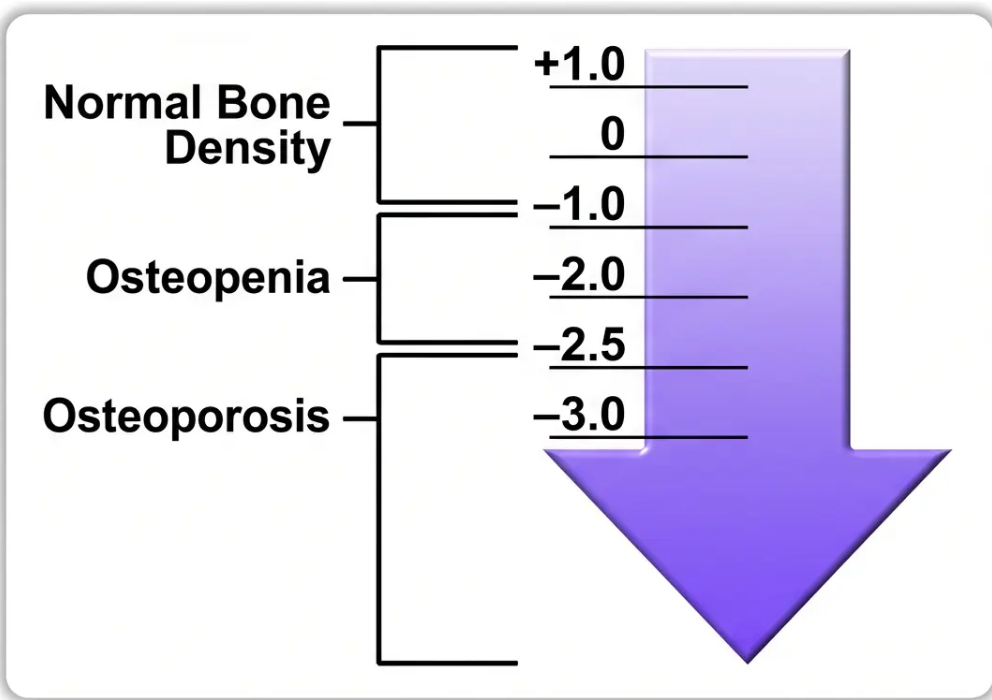 Normal Bone
Density
Osteopenia
Osteoporosis
+1.0
0
–1.0
–2.0
–2.5
–3.0